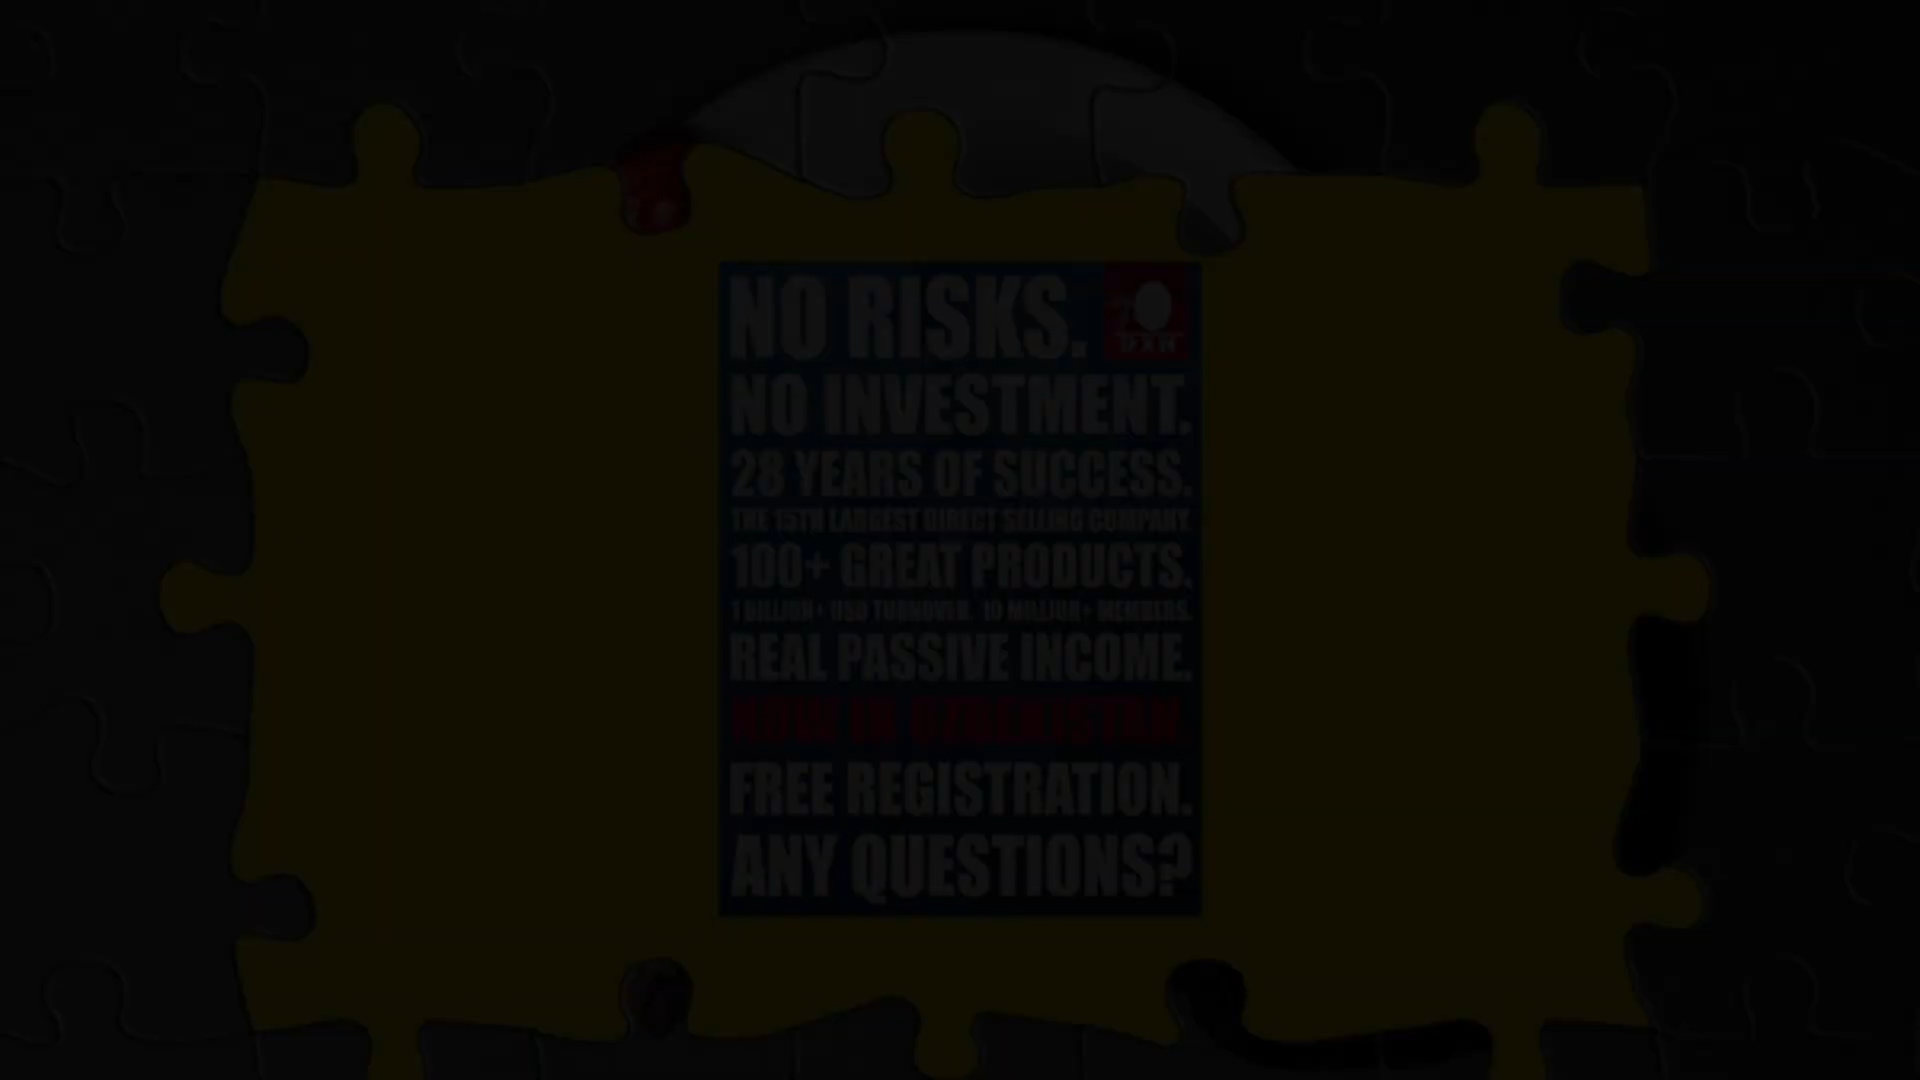 NO RISKS.
DXN
NO INVESTMENT.
28 YEARS OF SUCCESS.
THE 15TH LARGEST DIRECT SELLING COMPANY
100+ GREAT PRODUCTS.
1 BILLION+ USD TURNOVER. 10 MILLION+ MEMBERS.
REAL PASSIVE INCOME.
NOW IN UZBEKISTAN
FREE REGISTRATION.
ANY QUESTIONS?